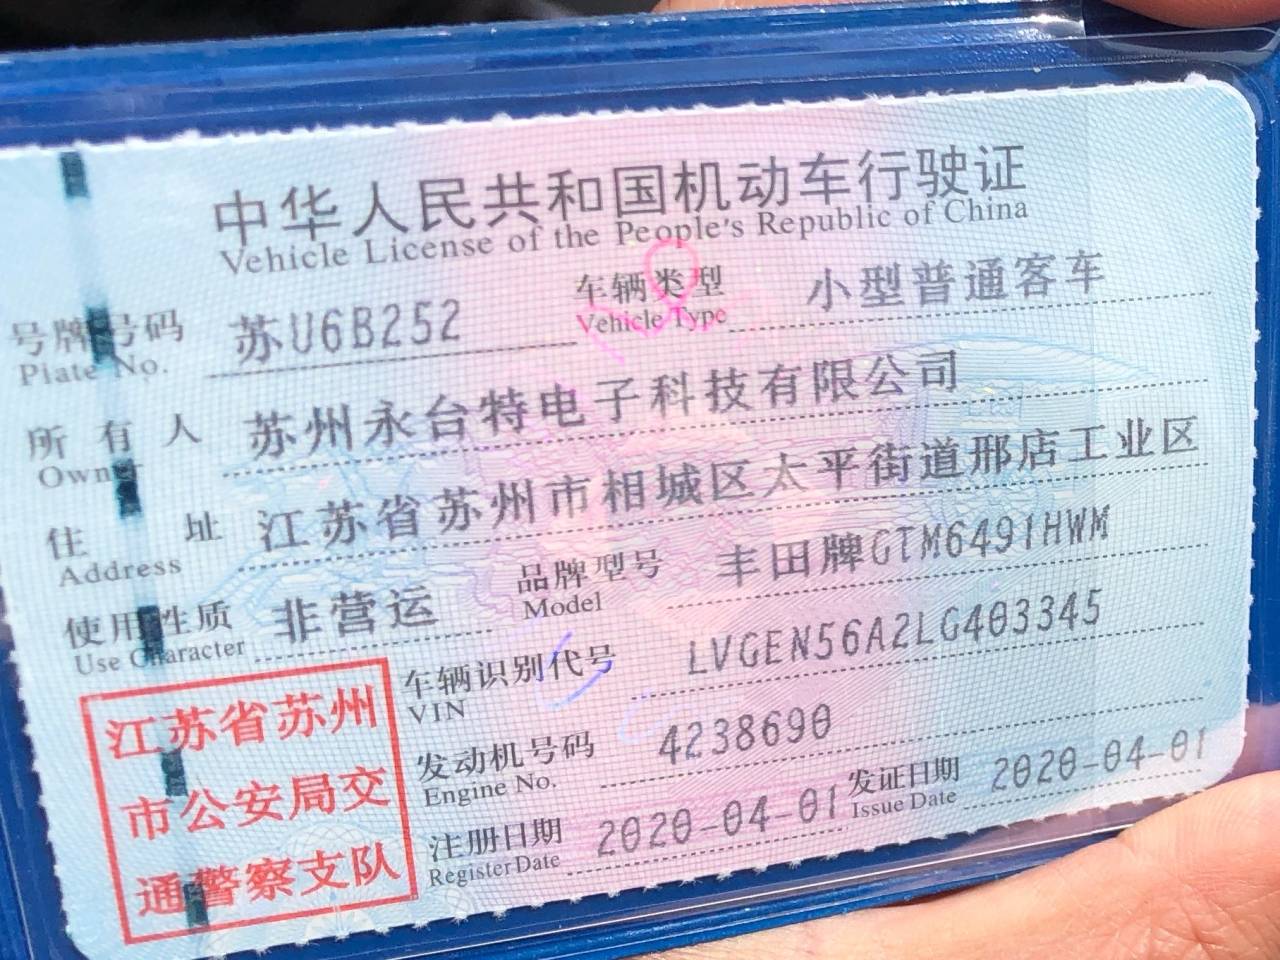 中华人民共和国机动车行驶证
Vehicle License of the People's Republic of China
号牌号码 苏U6B252 车辆类型 小型普通客车
Plate No. Vehicle Type
所有人 苏州永台特电子科技有限公司
Owner
住址 江苏省苏州市相城区太平街道邢店工业区
Address
使用性质 非营运 品牌型号 丰田牌GTM6491HWM
Use Character Model
车辆识别代号 LVGEN56A2LG403345
VIN
发动机号码 4238690
Engine No.
注册日期 2020-04-01 发证日期 2020-04-01
Register Date Issue Date
江苏省苏州
市公安局交
通警察支队